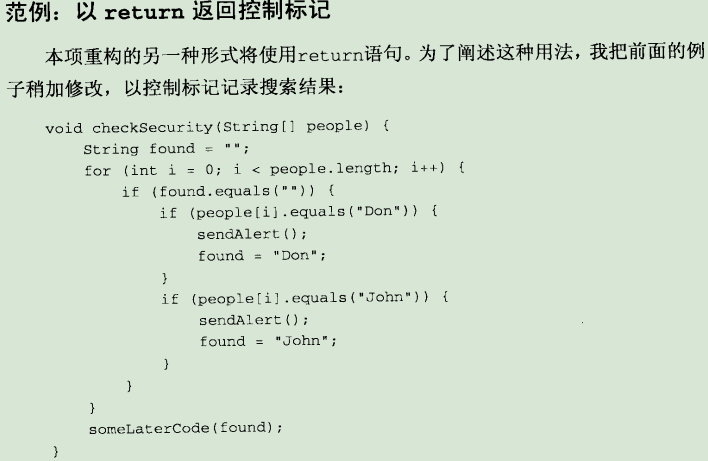 范例：以 return 返回控制标记
本项重构的另一种形式将使用return语句。为了阐述这种用法，我把前面的例
子稍加修改，以控制标记记录搜索结果：
void checkSecurity(String[] people) {
    String found = "";
    for (int i = 0; i < people.length; i++) {
        if (found.equals("")) {
            if (people[i].equals("Don")) {
                sendAlert();
                found = "Don";
            }
            if (people[i].equals("John")) {
                sendAlert();
                found = "John";
            }
        }
    }
    someLaterCode(found);
}